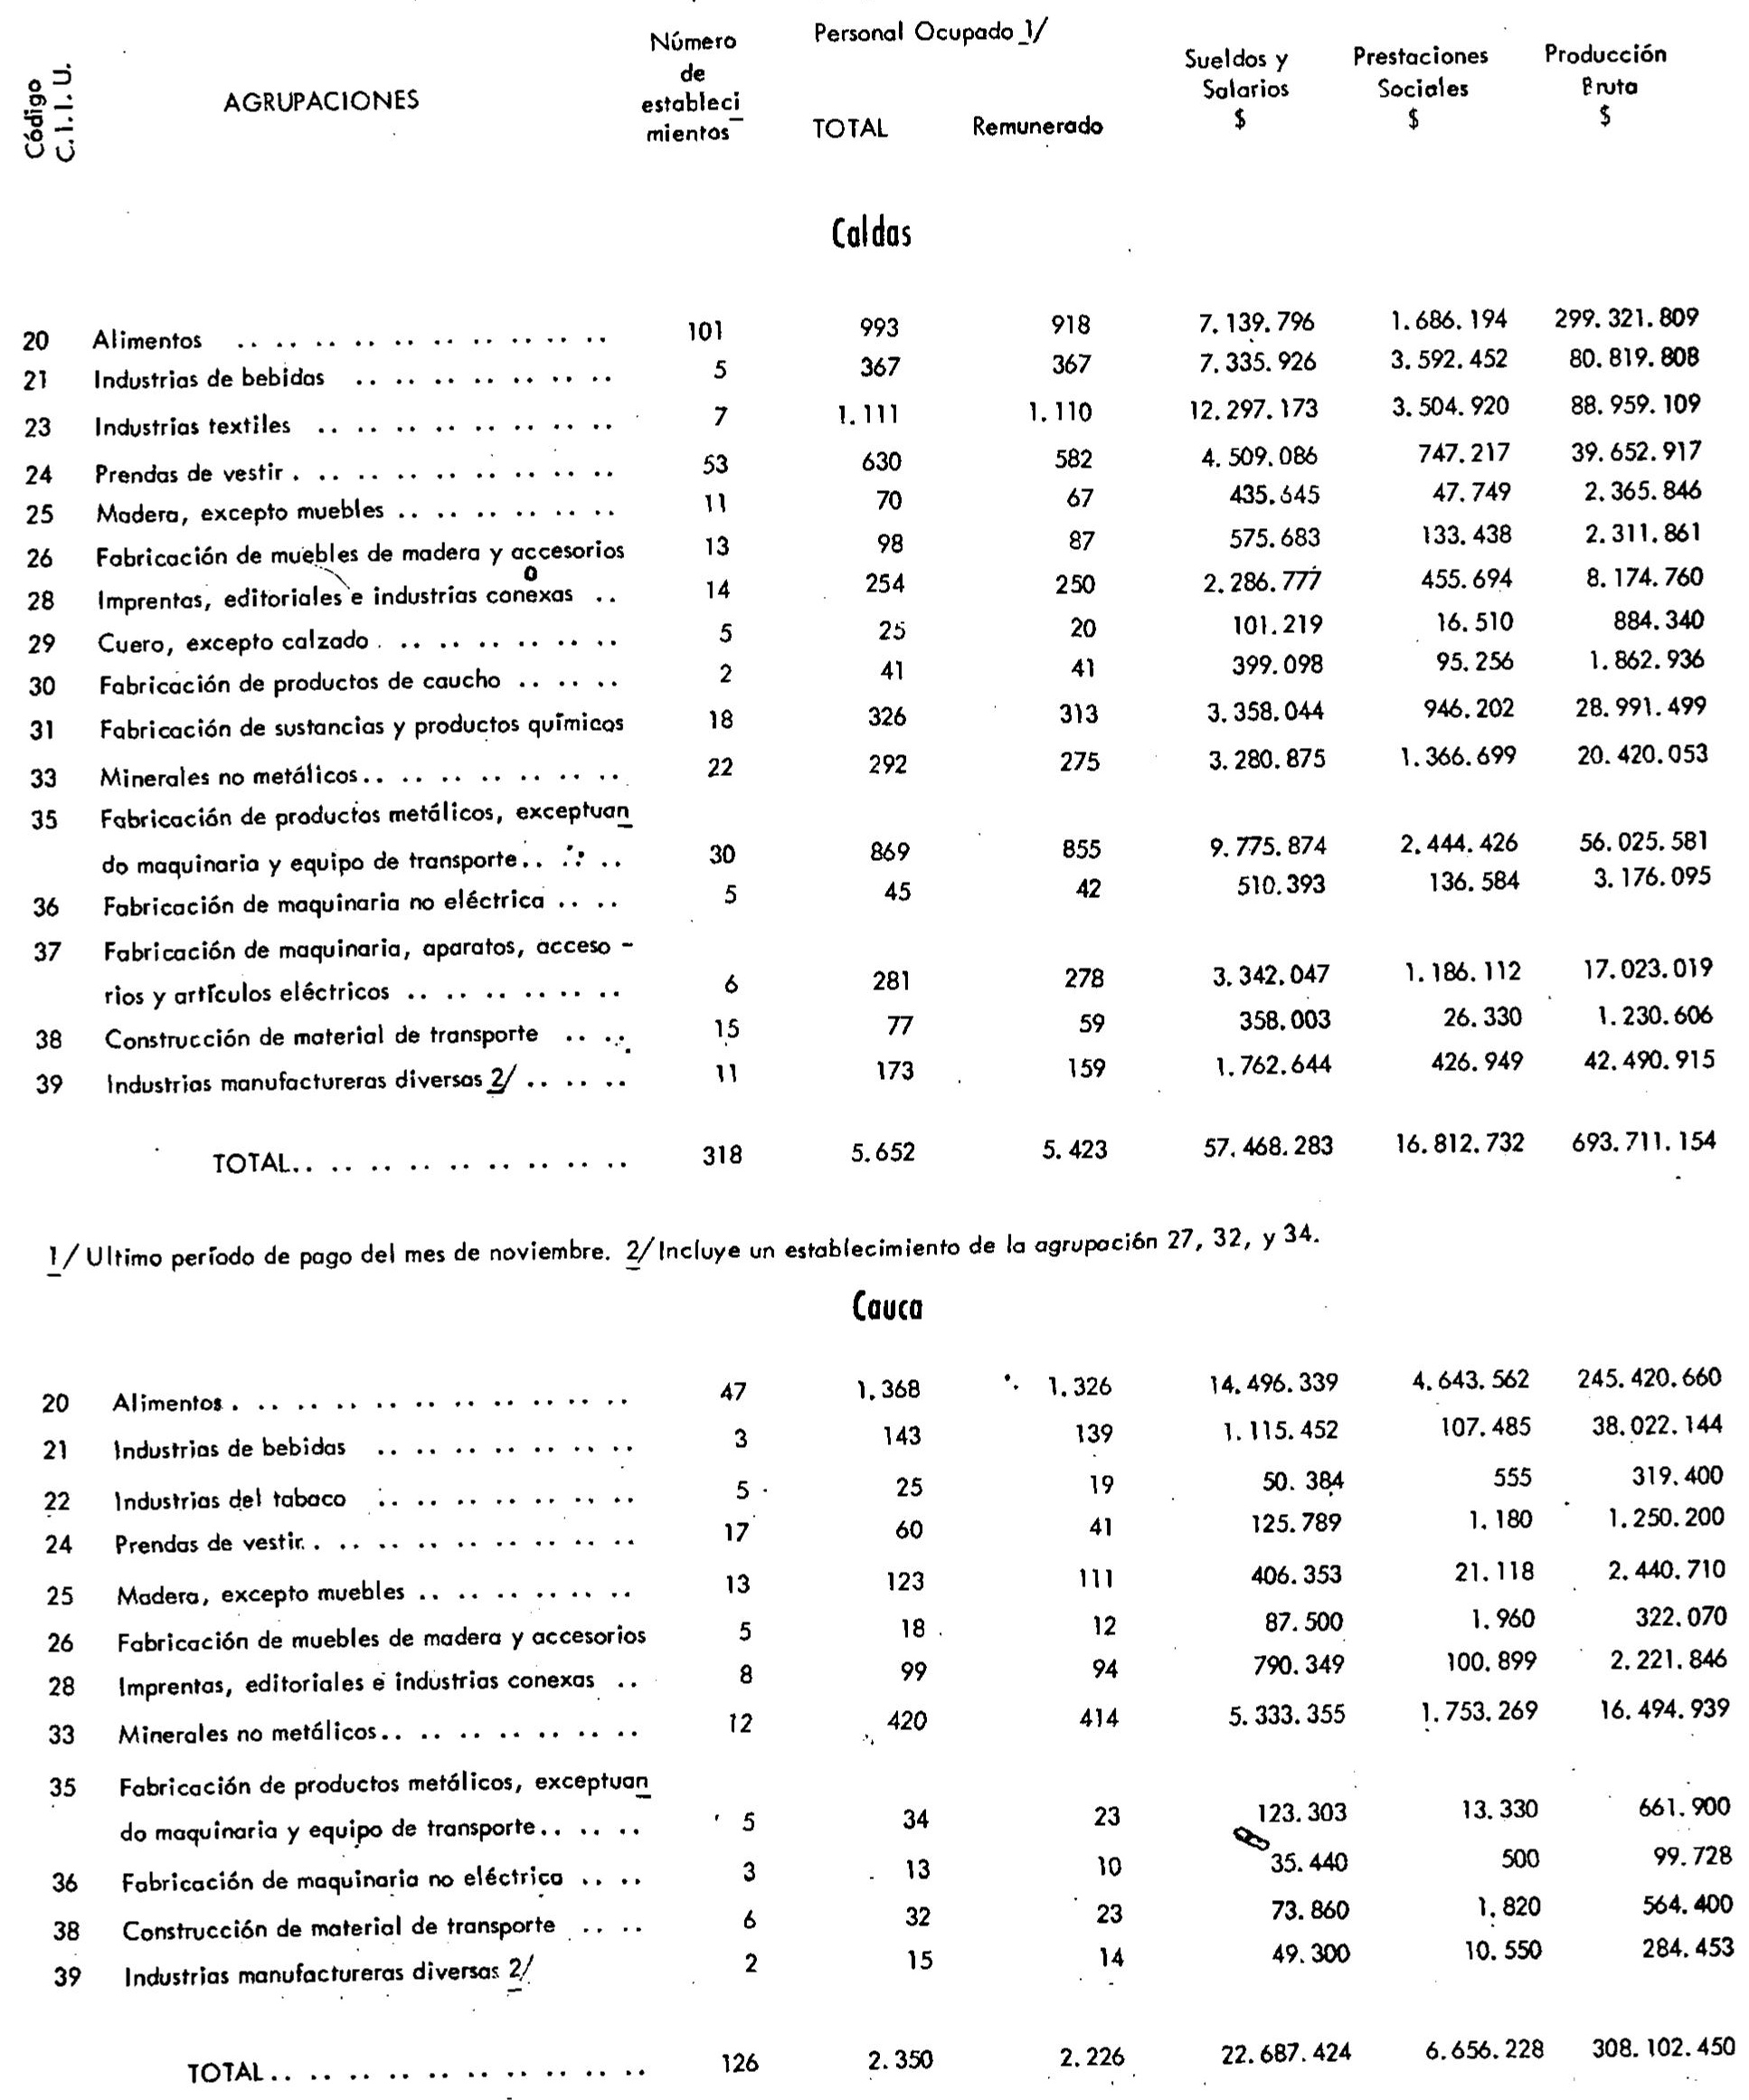 Código C.I.I.U. AGRUPACIONES Número de estableci mientos Personal Ocupado 1/ TOTAL Remunerado Sueldos y Salarios $ Prestaciones Sociales $ Producción Bruta $
Caldas
20 Alimentos .. .. .. .. .. .. .. .. .. .. 101 993 918 7.139.796 1.686.194 299.321.809
21 Industrias de bebidas .. .. .. .. .. .. .. 5 367 367 7.335.926 3.592.452 80.819.808
23 Industrias textiles .. .. .. .. .. .. .. .. 7 1.111 1.110 12.297.173 3.504.920 88.959.109
24 Prendas de vestir . .. .. .. .. .. .. .. .. 53 630 582 4.509.086 747.217 39.652.917
25 Madera, excepto muebles .. .. .. .. .. .. 11 70 67 435.645 47.749 2.365.846
26 Fabricación de muebles de madera y accesorios 13 98 87 575.683 133.438 2.311.861
28 Imprentas, editoriales e industrias conexas .. 14 254 250 2.286.777 455.694 8.174.760
29 Cuero, excepto calzado . .. .. .. .. .. .. 5 25 20 101.219 16.510 884.340
30 Fabricación de productos de caucho .. .. .. 2 41 41 399.098 95.256 1.862.936
31 Fabricación de sustancias y productos químicos 18 326 313 3.358.044 946.202 28.991.499
33 Minerales no metálicos.. .. .. .. .. .. .. 22 292 275 3.280.875 1.366.699 20.420.053
35 Fabricación de productos metálicos, exceptuan
do maquinaria y equipo de transporte.. .. .. 30 869 855 9.775.874 2.444.426 56.025.581
36 Fabricación de maquinaria no eléctrica .. .. 5 45 42 510.393 136.584 3.176.095
37 Fabricación de maquinaria, aparatos, acceso -
rios y artículos eléctricos .. .. .. .. .. .. 6 281 278 3.342.047 1.186.112 17.023.019
38 Construcción de material de transporte .. .. 15 77 59 358.003 26.330 1.230.606
39 Industrias manufactureras diversas 2/ .. .. .. 11 173 159 1.762.644 426.949 42.490.915
TOTAL.. .. .. .. .. .. .. .. .. 318 5.652 5.423 57.468.283 16.812.732 693.711.154
1/ Ultimo período de pago del mes de noviembre. 2/ Incluye un establecimiento de la agrupación 27, 32, y 34.
Cauca
20 Alimentos . .. .. .. .. .. .. .. .. .. .. 47 1.368 1.326 14.496.339 4.643.562 245.420.660
21 Industrias de bebidas .. .. .. .. .. .. .. 3 143 139 1.115.452 107.485 38.022.144
22 Industrias del tabaco .. .. .. .. .. .. .. 5 25 19 50.384 555 319.400
24 Prendas de vestir. . .. .. .. .. .. .. .. .. 17 60 41 125.789 1.180 1.250.200
25 Madera, excepto muebles .. .. .. .. .. .. 13 123 111 406.353 21.118 2.440.710
26 Fabricación de muebles de madera y accesorios 5 18 12 87.500 1.960 322.070
28 Imprentas, editoriales e industrias conexas .. 8 99 94 790.349 100.899 2.221.846
33 Minerales no metálicos.. .. .. .. .. .. .. 12 420 414 5.333.355 1.753.269 16.494.939
35 Fabricación de productos metálicos, exceptuan
do maquinaria y equipo de transporte.. .. .. 5 34 23 123.303 13.330 661.900
36 Fabricación de maquinaria no eléctrica .. .. 3 13 10 35.440 500 99.728
38 Construcción de material de transporte .. .. 6 32 23 73.860 1.820 564.400
39 Industrias manufactureras diversas 2/ 2 15 14 49.300 10.550 284.453
TOTAL.. .. .. .. .. .. .. .. .. .. 126 2.350 2.226 22.687.424 6.656.228 308.102.450